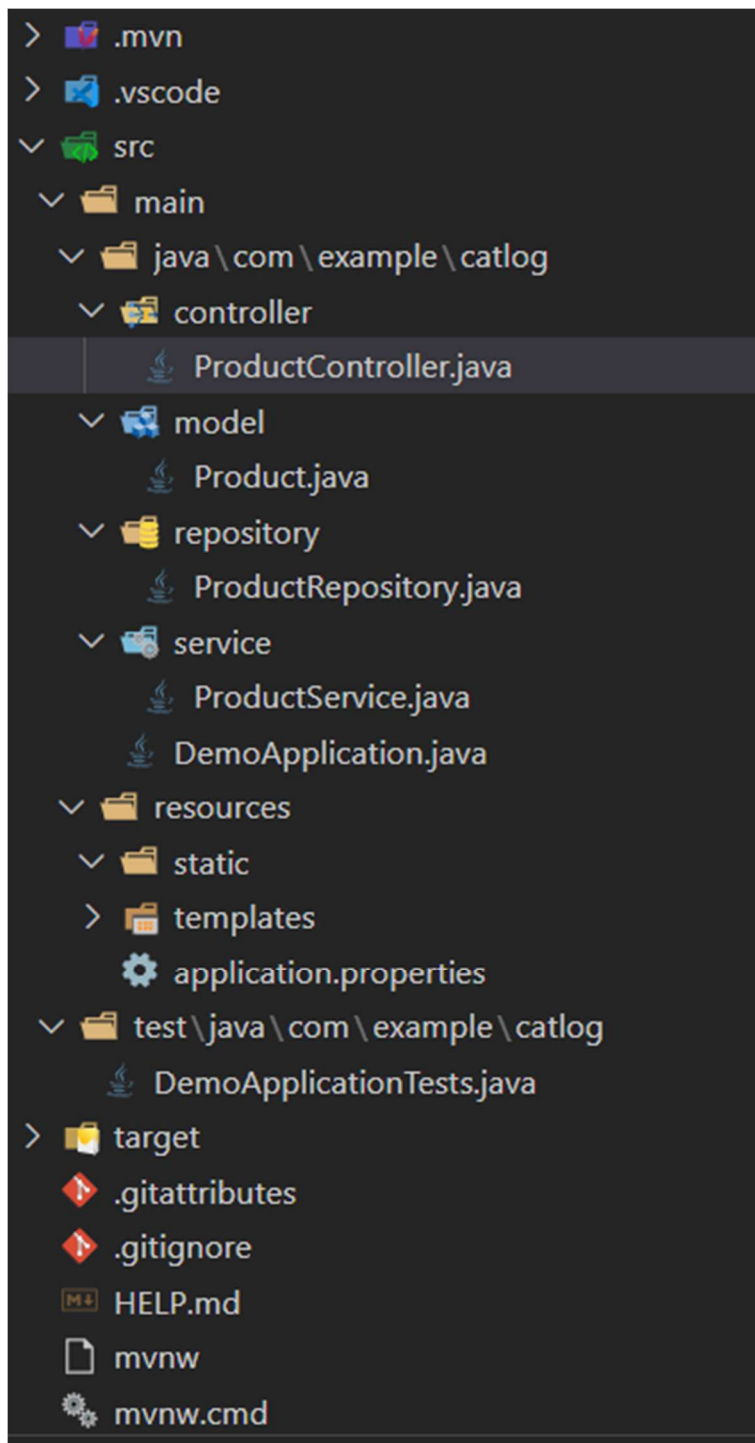 .mvn
.vscode
src
main
java\com\example\catlog
controller
ProductController.java
model
Product.java
repository
ProductRepository.java
service
ProductService.java
DemoApplication.java
resources
static
templates
application.properties
test\java\com\example\catlog
DemoApplicationTests.java
target
.gitattributes
.gitignore
HELP.md
mvnw
mvnw.cmd